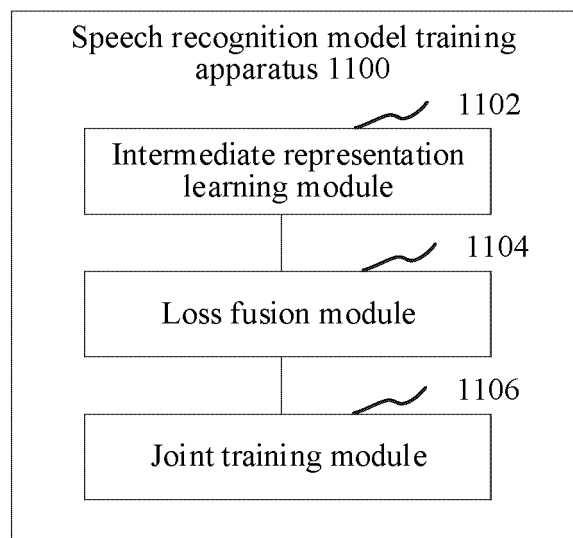 Speech recognition model training
apparatus 1100
1102
Intermediate representation
learning module
1104
Loss fusion module
1106
Joint training module